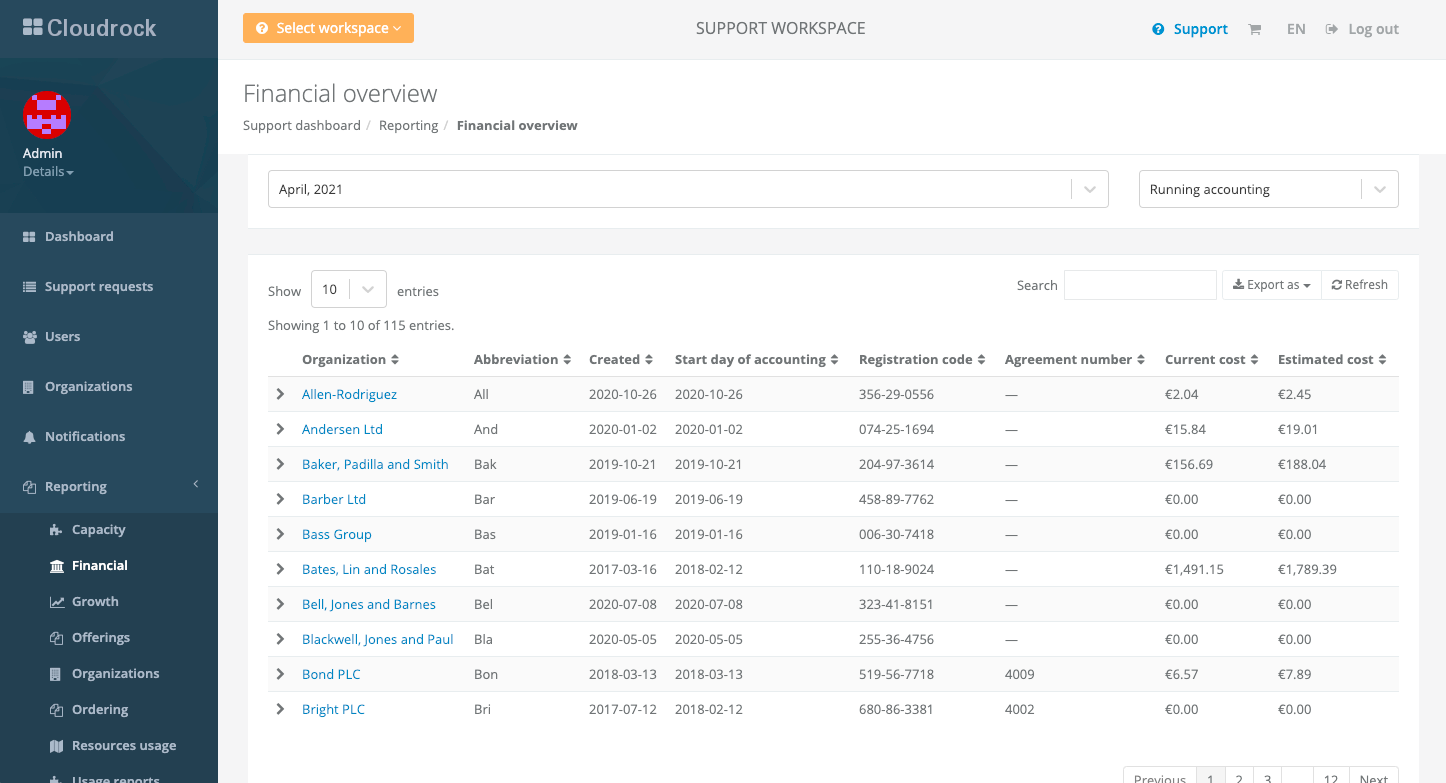 Cloudrock
Select workspace
SUPPORT WORKSPACE
Support
EN
Log out
Admin
Details
Dashboard
Support requests
Users
Organizations
Notifications
Reporting
Capacity
Financial
Growth
Offerings
Organizations
Ordering
Resources usage
Usage reports
Financial overview
Support dashboard / Reporting / Financial overview
April, 2021
Running accounting
Show 10 entries
Search
Export as
Refresh
Showing 1 to 10 of 115 entries.
Organization Abbreviation Created Start day of accounting Registration code Agreement number Current cost Estimated cost
Allen-Rodriguez All 2020-10-26 2020-10-26 356-29-0556 — €2.04 €2.45
Andersen Ltd And 2020-01-02 2020-01-02 074-25-1694 — €15.84 €19.01
Baker, Padilla and Smith Bak 2019-10-21 2019-10-21 204-97-3614 — €156.69 €188.04
Barber Ltd Bar 2019-06-19 2019-06-19 458-89-7762 — €0.00 €0.00
Bass Group Bas 2019-01-16 2019-01-16 006-30-7418 — €0.00 €0.00
Bates, Lin and Rosales Bat 2017-03-16 2018-02-12 110-18-9024 — €1,491.15 €1,789.39
Bell, Jones and Barnes Bel 2020-07-08 2020-07-08 323-41-8151 — €0.00 €0.00
Blackwell, Jones and Paul Bla 2020-05-05 2020-05-05 255-36-4756 — €0.00 €0.00
Bond PLC Bon 2018-03-13 2018-03-13 519-56-7718 4009 €6.57 €7.89
Bright PLC Bri 2017-07-12 2018-02-12 680-86-3381 4002 €0.00 €0.00
Previous 1 2 3 ... 12 Next